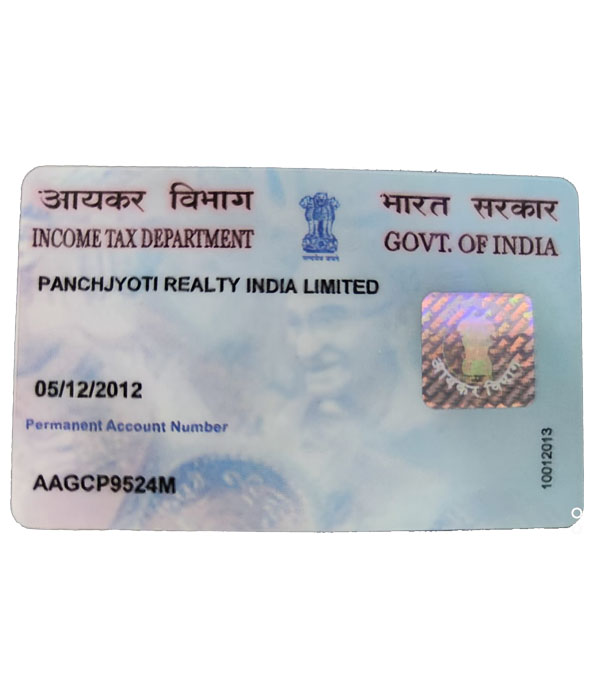 आयकर विभाग
INCOME TAX DEPARTMENT
सत्यमेव जयते
भारत सरकार
GOVT. OF INDIA
PANCHJYOTI REALTY INDIA LIMITED
आयकर विभाग
05/12/2012
Permanent Account Number
AAGCP9524M
10012013